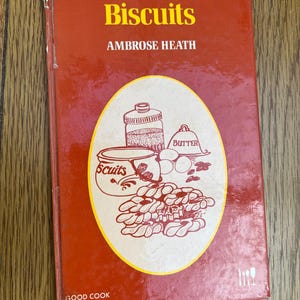 Biscuits
AMBROSE HEATH
BUTTER
SCUITS
GOOD COOK